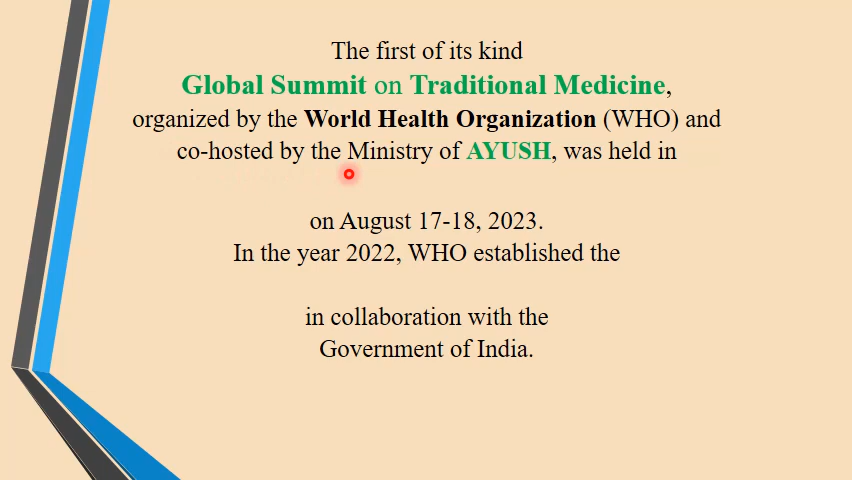 The first of its kind
Global Summit on Traditional Medicine,
organized by the World Health Organization (WHO) and
co-hosted by the Ministry of AYUSH, was held in
on August 17-18, 2023.
In the year 2022, WHO established the
in collaboration with the
Government of India.